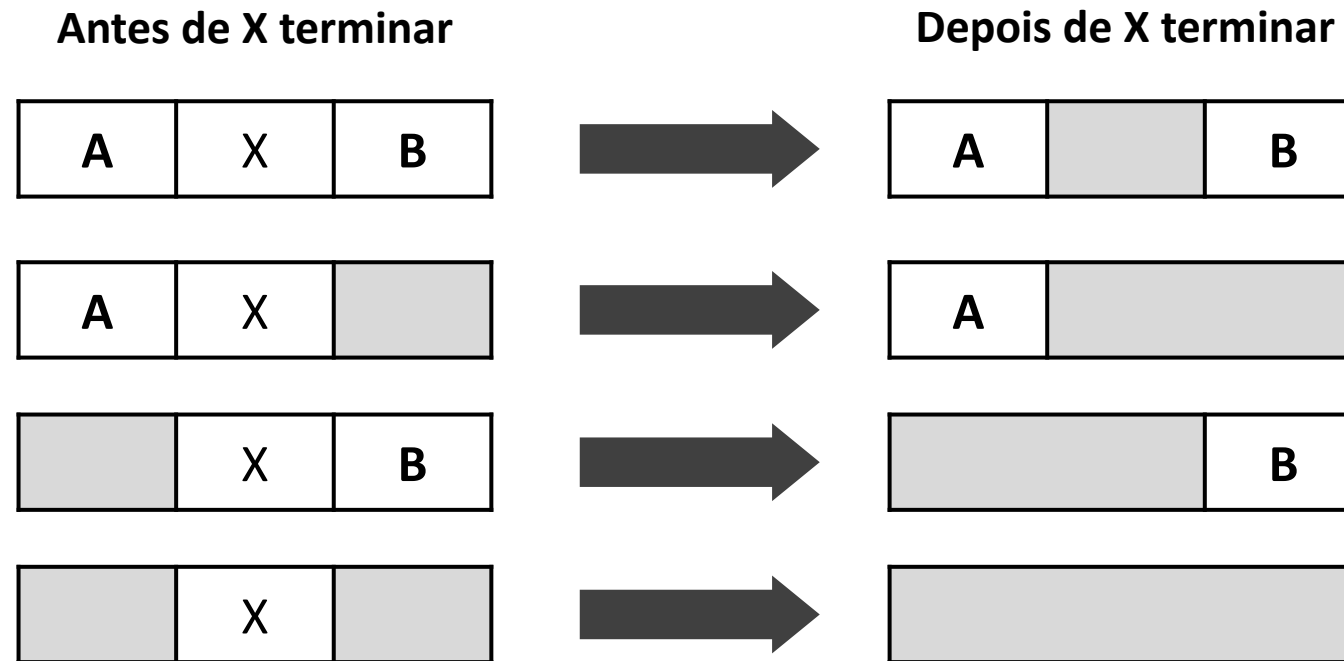 Antes de X terminar
Depois de X terminar
A X B
A B
A X
A
X B
B
X